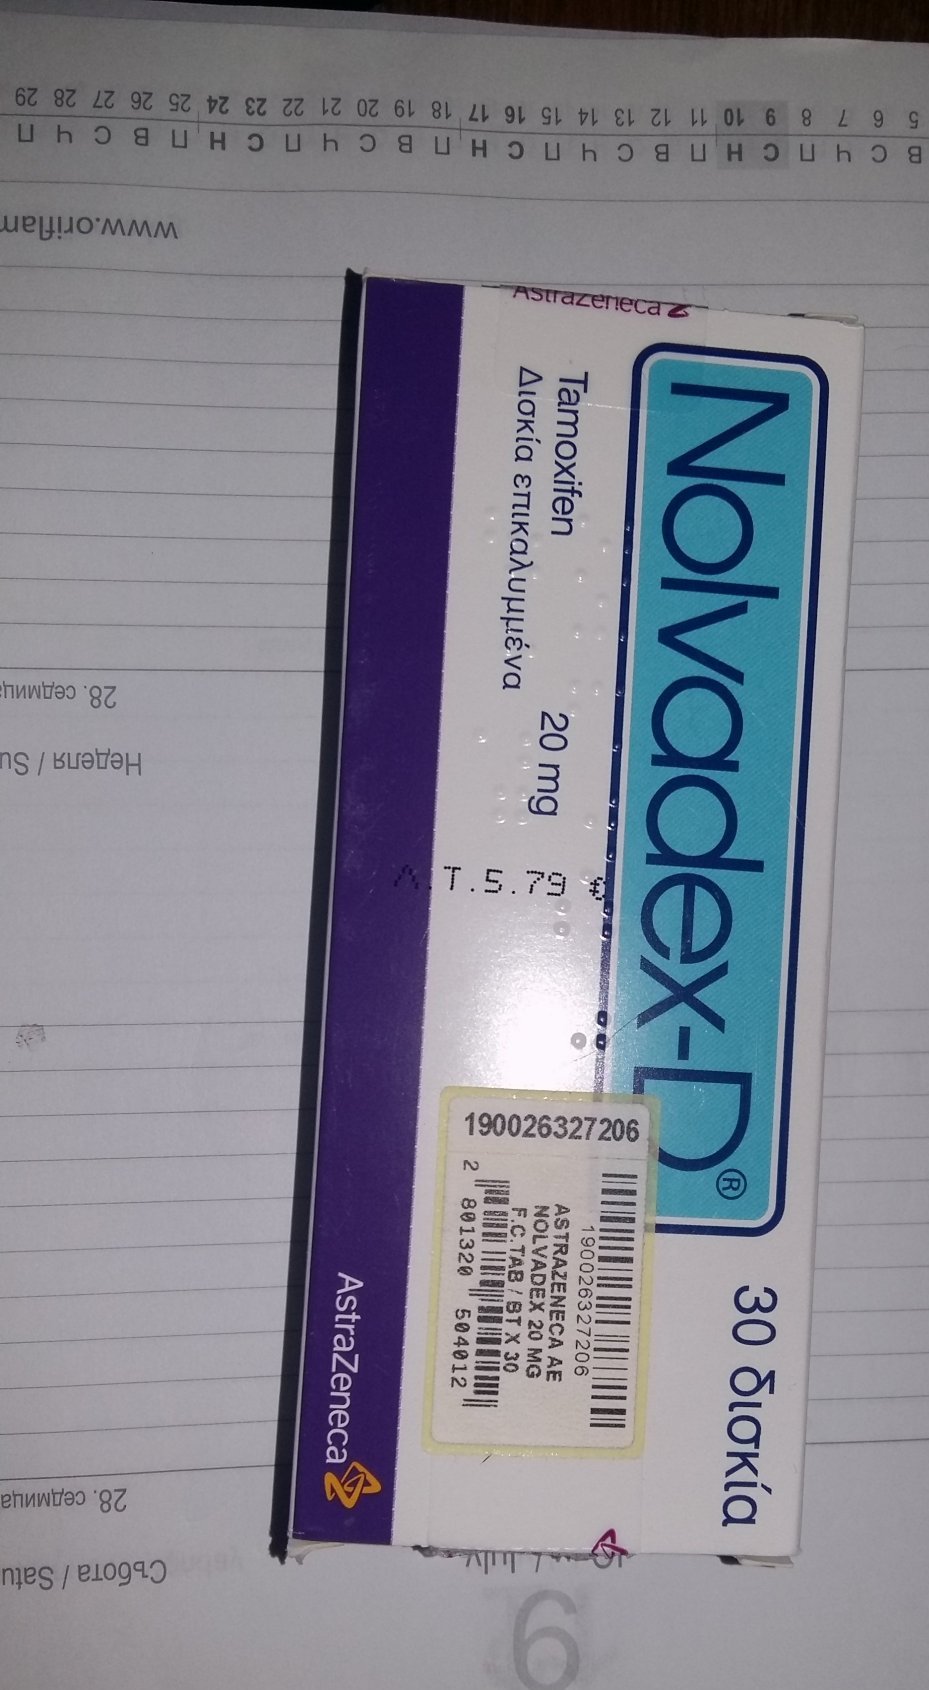 AstraZeneca
Nolvadex-D®
30 δισκία
Tamoxifen
20 mg
Δισκία επικαλυμμένα
Τ.5.79
190026327206
190026327206
ASTRAZENECA AE
NOLVADEX 20 MG
F.C.TAB / BT X 30
2 801320 504012
AstraZeneca
5 6 7 8 9 10 11 12 13 14 15 16 17 18 19 20 21 22 23 24 25 26 27 28 29
В С Ч П С Н П В С Ч П С Н П В С Ч П С Н П В С Ч П
www.oriflam
28. седмица
Неделя / Su
28. седмица
Събота / Satu
9